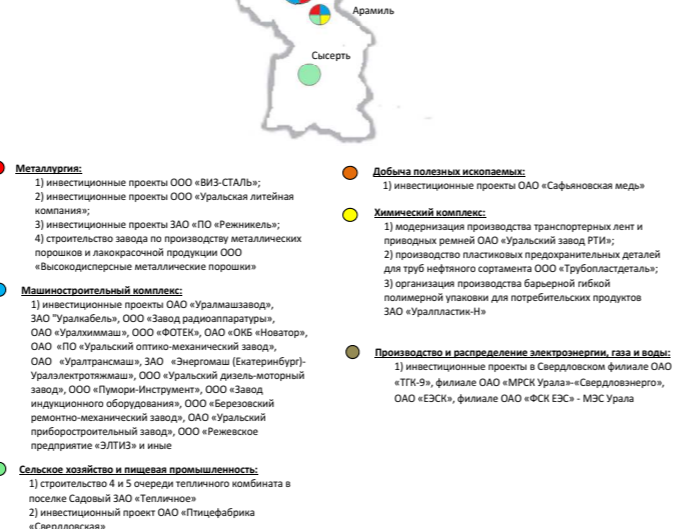 Арамиль
Сысерть
Металлургия:
1) инвестиционные проекты ООО «ВИЗ-СТАЛЬ»;
2) инвестиционные проекты ООО «Уральская литейная
компания»;
3) инвестиционные проекты ЗАО «ПО «Режникель»;
4) строительство завода по производству металлических
порошков и лакокрасочной продукции ООО
«Высокодисперсные металлические порошки»
Машиностроительный комплекс:
1) инвестиционные проекты ОАО «Уралмашзавод»,
ЗАО "Уралкабель», ООО «Завод радиоаппаратуры»,
ОАО «Уралхиммаш», ООО «ФОТЕК», ОАО «ОКБ «Новатор»,
ОАО «ПО «Уральский оптико-механический завод»,
ОАО «Уралтрансмаш», ЗАО «Энергомаш (Екатеринбург)-
Уралэлектротяжмаш», ООО «Уральский дизель-моторный
завод», ООО «Пумори-Инструмент», ООО «Завод
индукционного оборудования», ООО «Березовский
ремонтно-механический завод», ОАО «Уральский
приборостроительный завод», ООО «Режевское
предприятие «ЭЛТИЗ» и иные
Сельское хозяйство и пищевая промышленность:
1) строительство 4 и 5 очереди тепличного комбината в
поселке Садовый ЗАО «Тепличное»
2) инвестиционный проект ОАО «Птицефабрика
«Свердловская»
Добыча полезных ископаемых:
1) инвестиционные проекты ОАО «Сафьяновская медь»
Химический комплекс:
1) модернизация производства транспортерных лент и
приводных ремней ОАО «Уральский завод РТИ»;
2) производство пластиковых предохранительных деталей
для труб нефтяного сортамента ООО «Трубопластдеталь»;
3) организация производства барьерной гибкой
полимерной упаковки для потребительских продуктов
ЗАО «Уралпластик-Н»
Производство и распределение электроэнергии, газа и воды:
1) инвестиционные проекты в Свердловском филиале ОАО
«ТГК-9», филиале ОАО «МРСК Урала»-«Свердловэнерго»,
ОАО «ЕЭСК», филиале ОАО «ФСК ЕЭС» - МЭС Урала